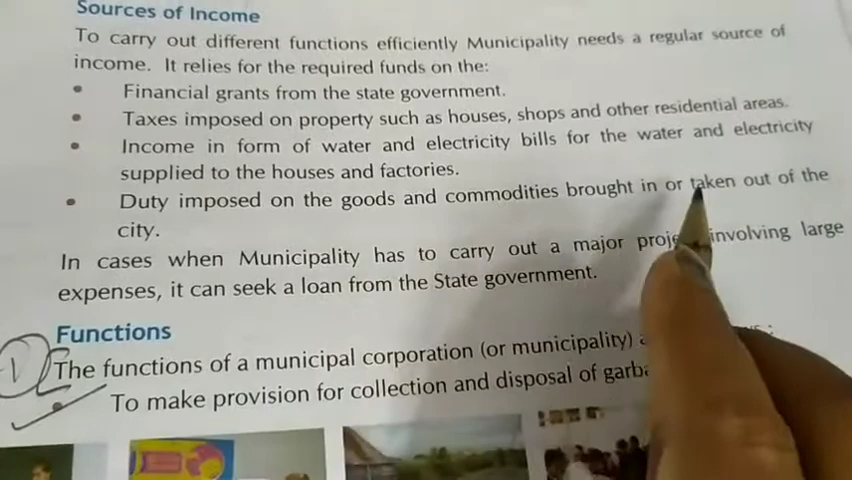 Sources of Income
To carry out different functions efficiently Municipality needs a regular source of
income. It relies for the required funds on the:
• Financial grants from the state government.
• Taxes imposed on property such as houses, shops and other residential areas.
• Income in form of water and electricity bills for the water and electricity
supplied to the houses and factories.
• Duty imposed on the goods and commodities brought in or taken out of the
city.
In cases when Municipality has to carry out a major involving large
expenses, it can seek a loan from the State government.
Functions
1 The functions of a municipal corporation (or municipality)
To make provision for collection and disposal of